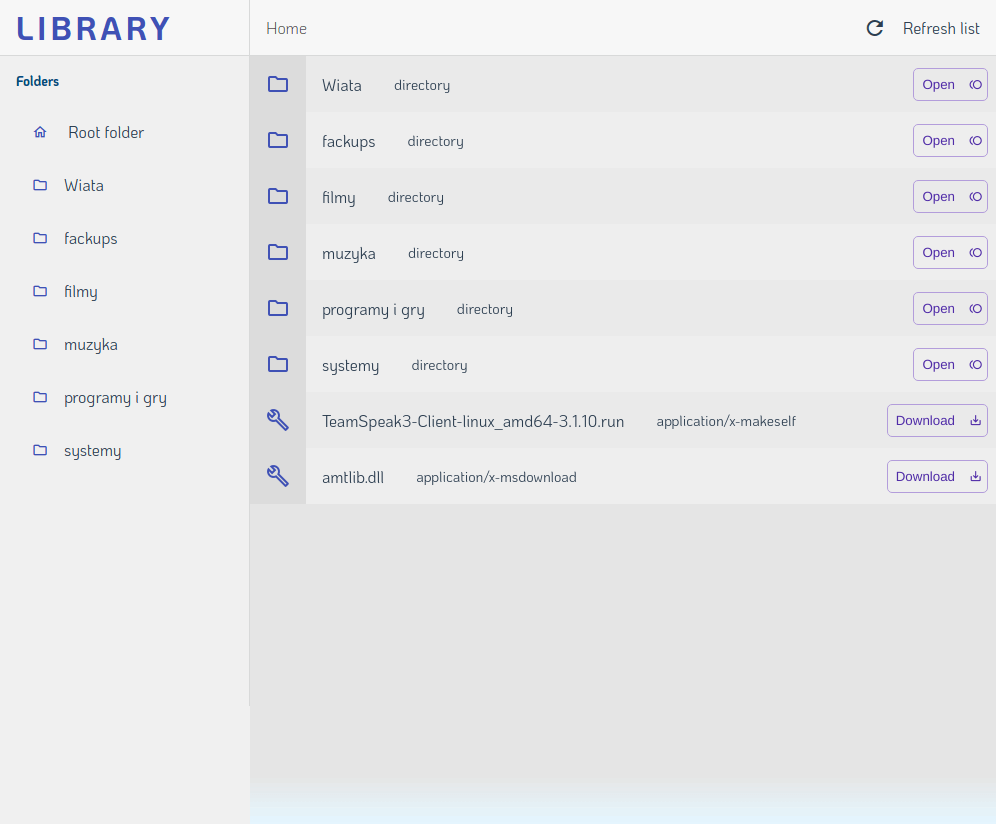 LIBRARY
Home
Refresh list
Folders
Root folder
Wiata
fackups
filmy
muzyka
programy i gry
systemy
Wiata directory Open
fackups directory Open
filmy directory Open
muzyka directory Open
programy i gry directory Open
systemy directory Open
TeamSpeak3-Client-linux_amd64-3.1.10.run application/x-makeself Download
amtlib.dll application/x-msdownload Download